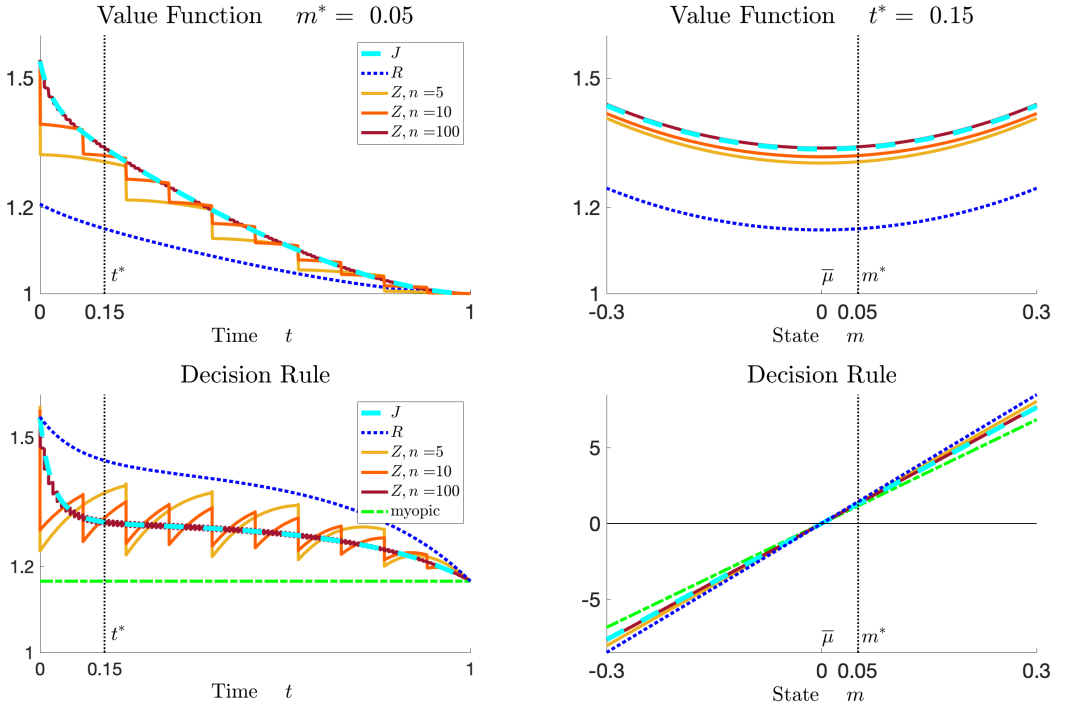 Value Function m* = 0.05
1.5
1.2
1
0
0.15
1
t*
Time t
J
R
Z, n =5
Z, n =10
Z, n =100
Value Function t* = 0.15
1.5
1.2
1
-0.3
0
0.05
0.3
μ̅
m*
State m
Decision Rule
1.5
1.2
1
0
0.15
1
t*
Time t
J
R
Z, n =5
Z, n =10
Z, n =100
myopic
Decision Rule
5
0
-5
-0.3
0
0.05
0.3
μ̅
m*
State m